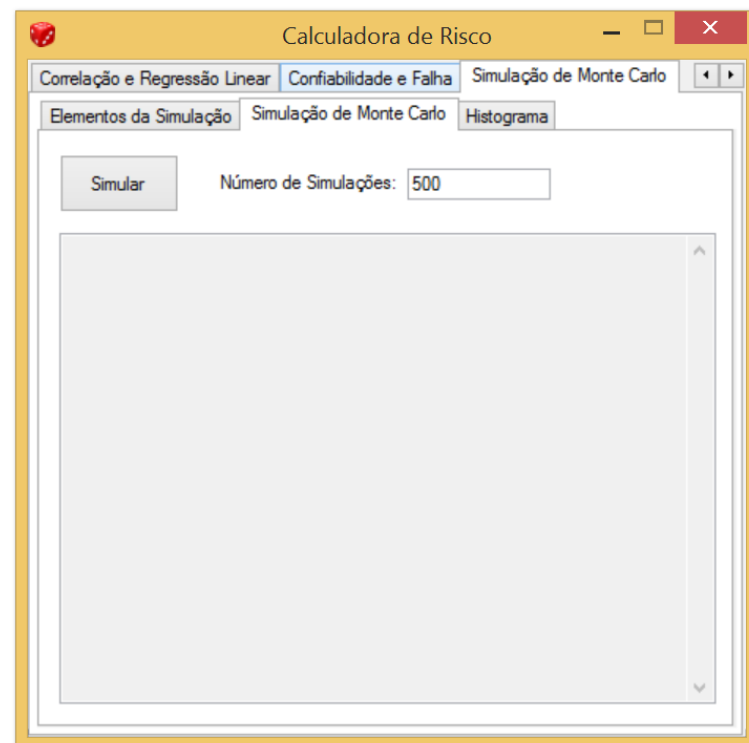 Calculadora de Risco
Correlação e Regressão Linear Confiabilidade e Falha Simulação de Monte Carlo
Elementos da Simulação Simulação de Monte Carlo Histograma
Simular Número de Simulações: 500